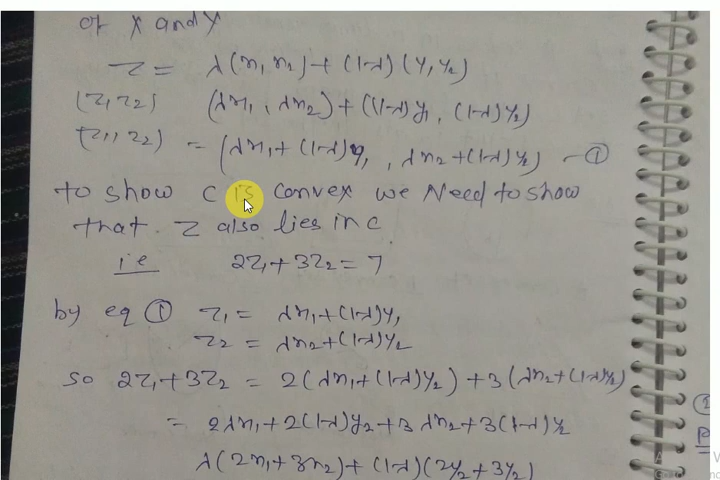 of X and Y
Z = λ(x₁, x₂) + (1-λ) (y₁, y₂)
(z₁, z₂) (λx₁, λx₂) + ((1-λ)y₁, (1-λ)y₂)
(z₁, z₂) = (λx₁ + (1-λ)y₁, λx₂ + (1-λ)y₂) - ①
to show C is convex we Need to show
that Z also lies in C
ie 2z₁ + 3z₂ = 7
by eq ① z₁ = λx₁ + (1-λ)y₁
z₂ = λx₂ + (1-λ)y₂
so 2z₁ + 3z₂ = 2(λx₁ + (1-λ)y₂) + 3(λx₂ + (1-λ)y₂)
= 2λx₁ + 2(1-λ)y₂ + 3λx₂ + 3(1-λ)y₂
λ(2x₁ + 3x₂) + (1-λ)(2y₂ + 3y₂)